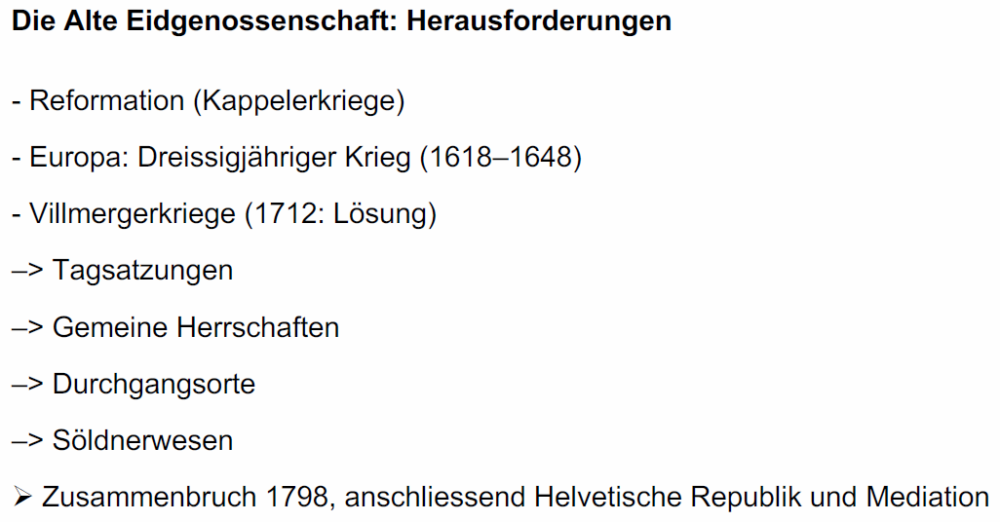 Die Alte Eidgenossenschaft: Herausforderungen
- Reformation (Kappelerkriege)
- Europa: Dreissigjähriger Krieg (1618–1648)
- Villmergerkriege (1712: Lösung)
–> Tagsatzungen
–> Gemeine Herrschaften
–> Durchgangsorte
–> Söldnerwesen
➢ Zusammenbruch 1798, anschliessend Helvetische Republik und Mediation